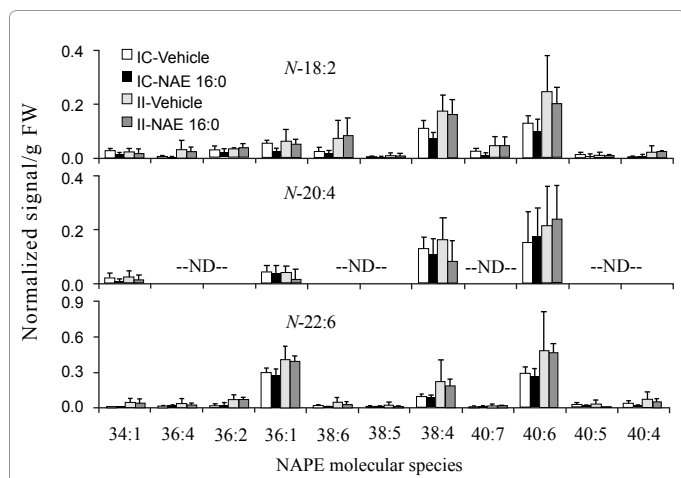 Normalized signal/g FW
0.4
0.2
0.0
IC-Vehicle
IC-NAE 16:0
II-Vehicle
II-NAE 16:0
N-18:2
0.4
0.2
0.0
N-20:4
--ND-- --ND-- --ND-- --ND--
0.9
0.6
0.3
0.0
N-22:6
34:1 36:4 36:2 36:1 38:6 38:5 38:4 40:7 40:6 40:5 40:4
NAPE molecular species